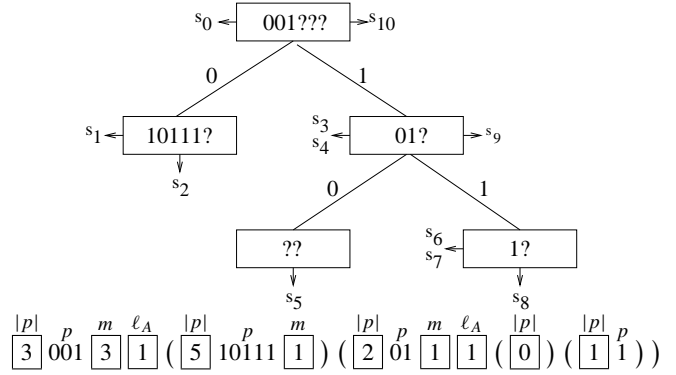 s0 001??? s10
0 1
s1 10111? s3 s4 01? s9
s2
0 1
?? s6 s7 1?
s5 s8
|p| p m ℓA |p| p m |p| p m ℓA |p| |p| p
3 001 3 1 ( 5 10111 1 ) ( 2 01 1 1 ( 0 ) ( 1 1 ) )